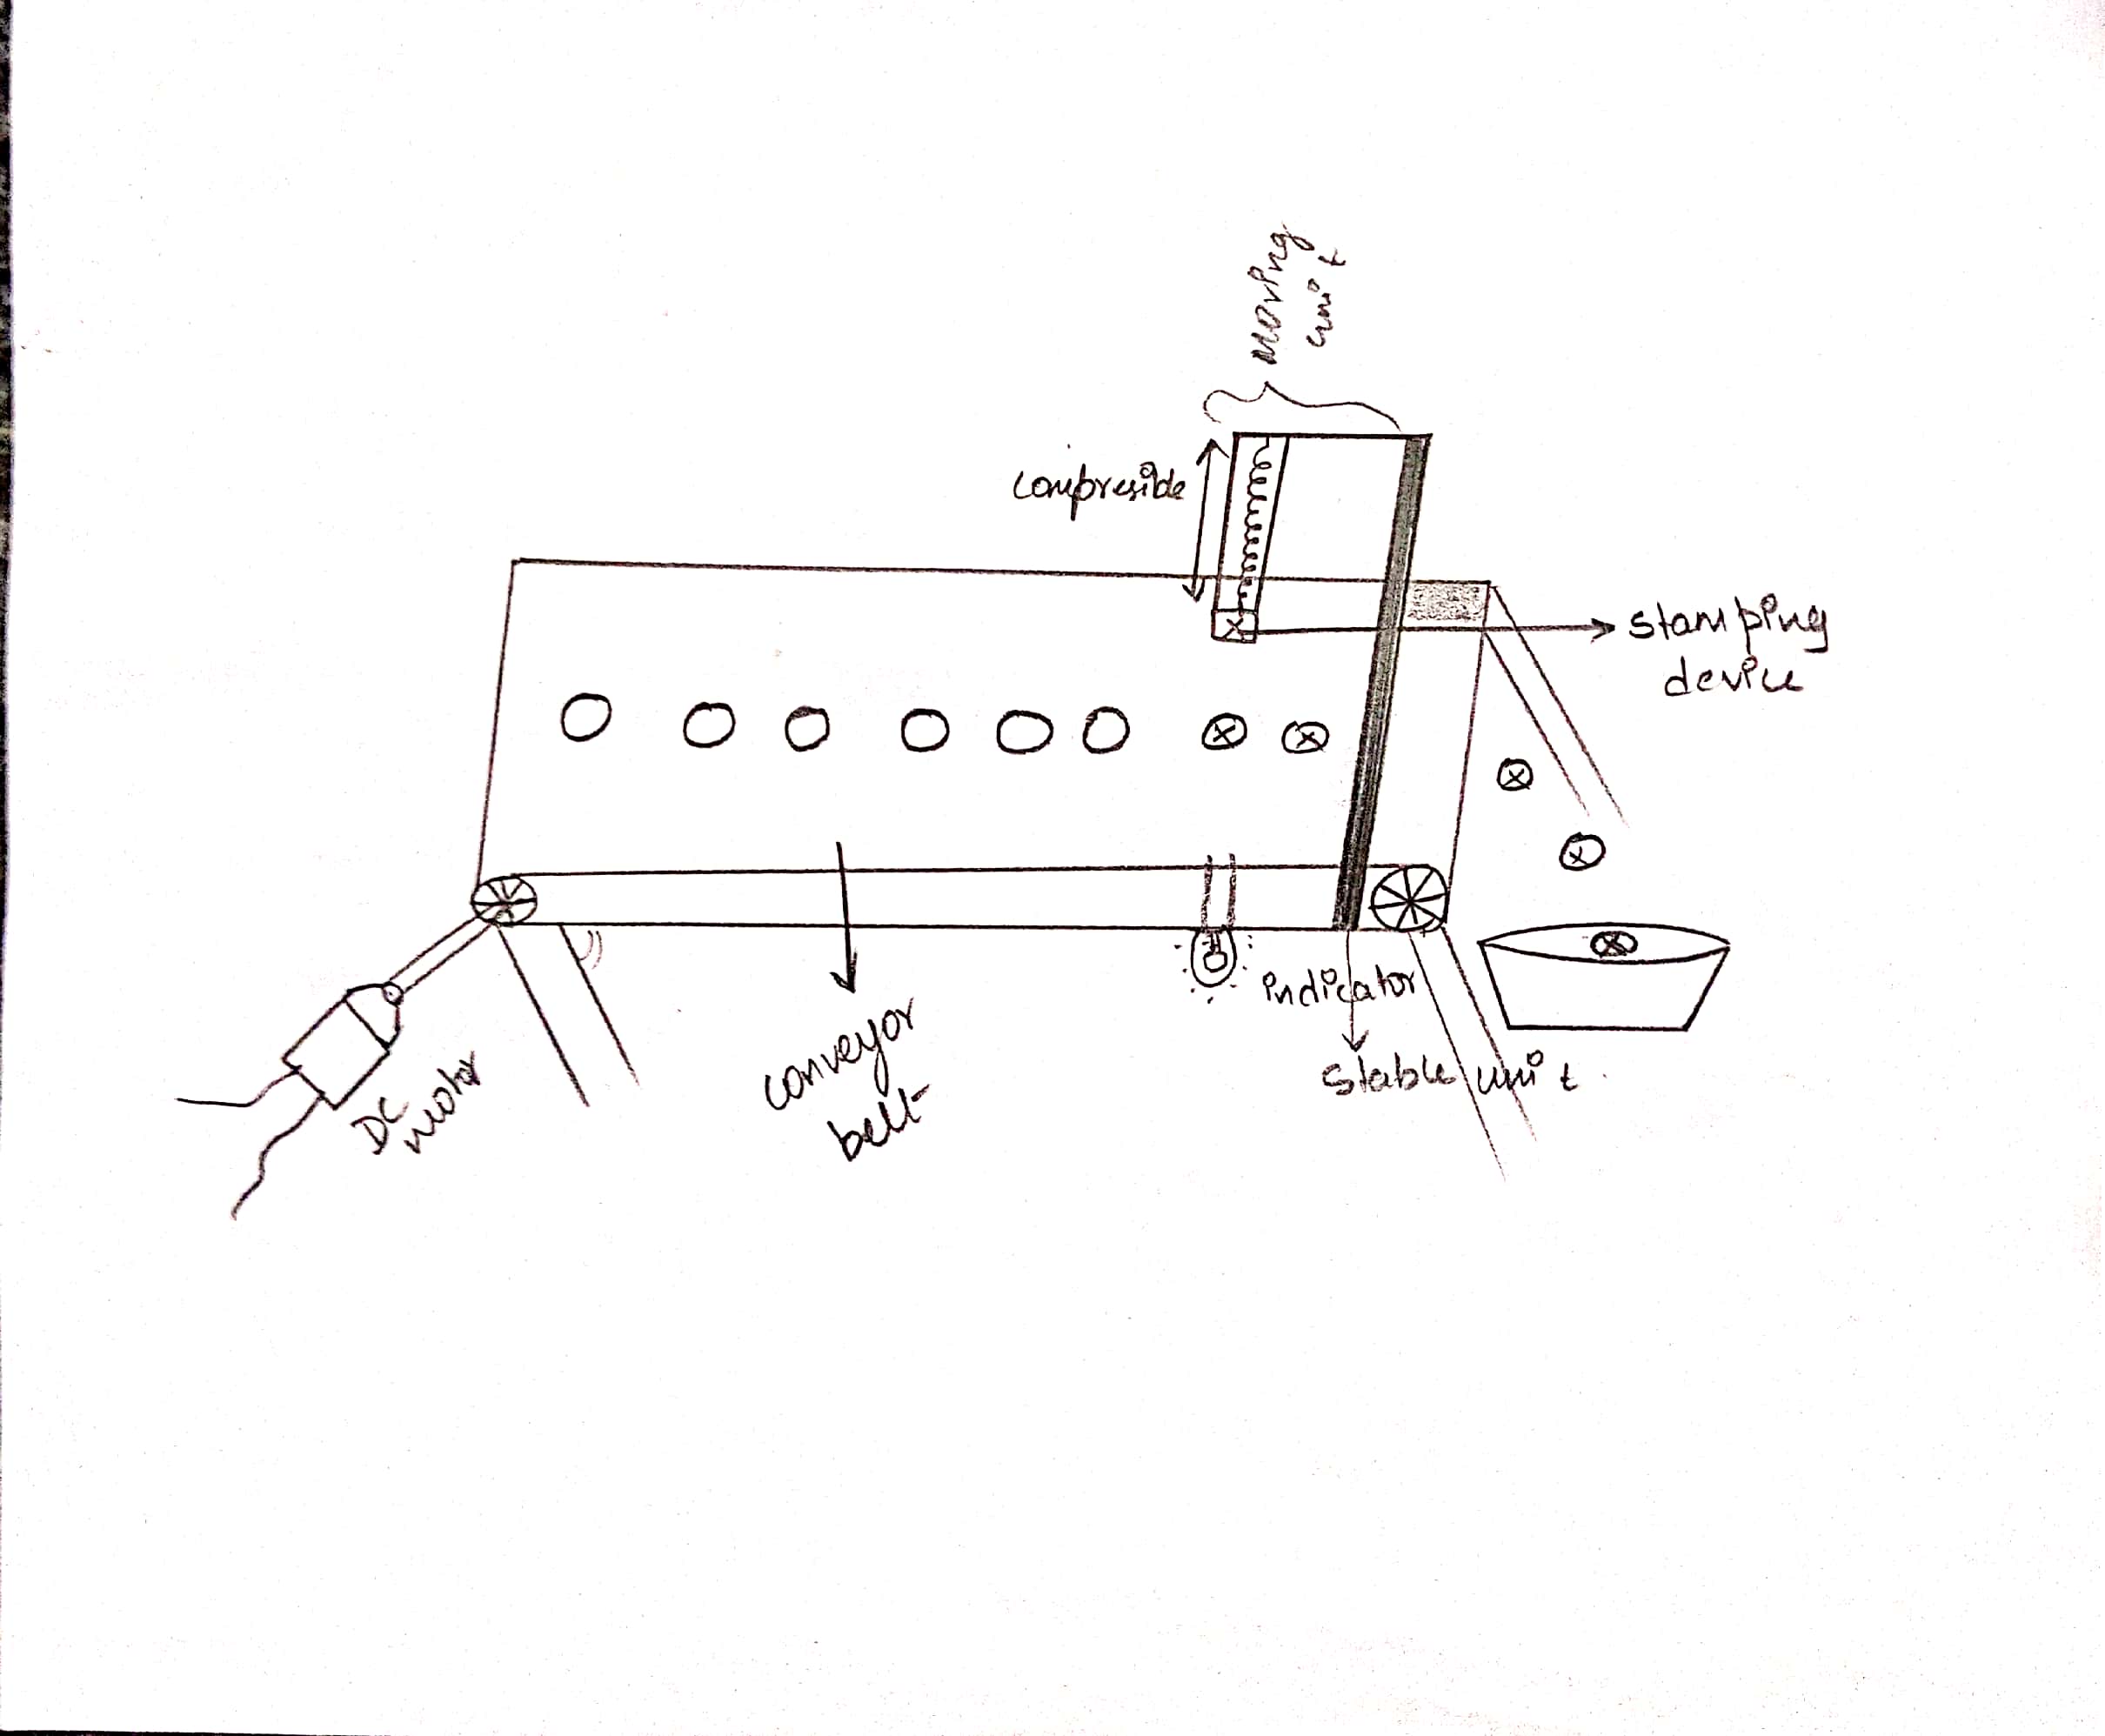 moving
unit
compreside
stamping
device
indicator
stable unit.
DC
motor
conveyor
belt